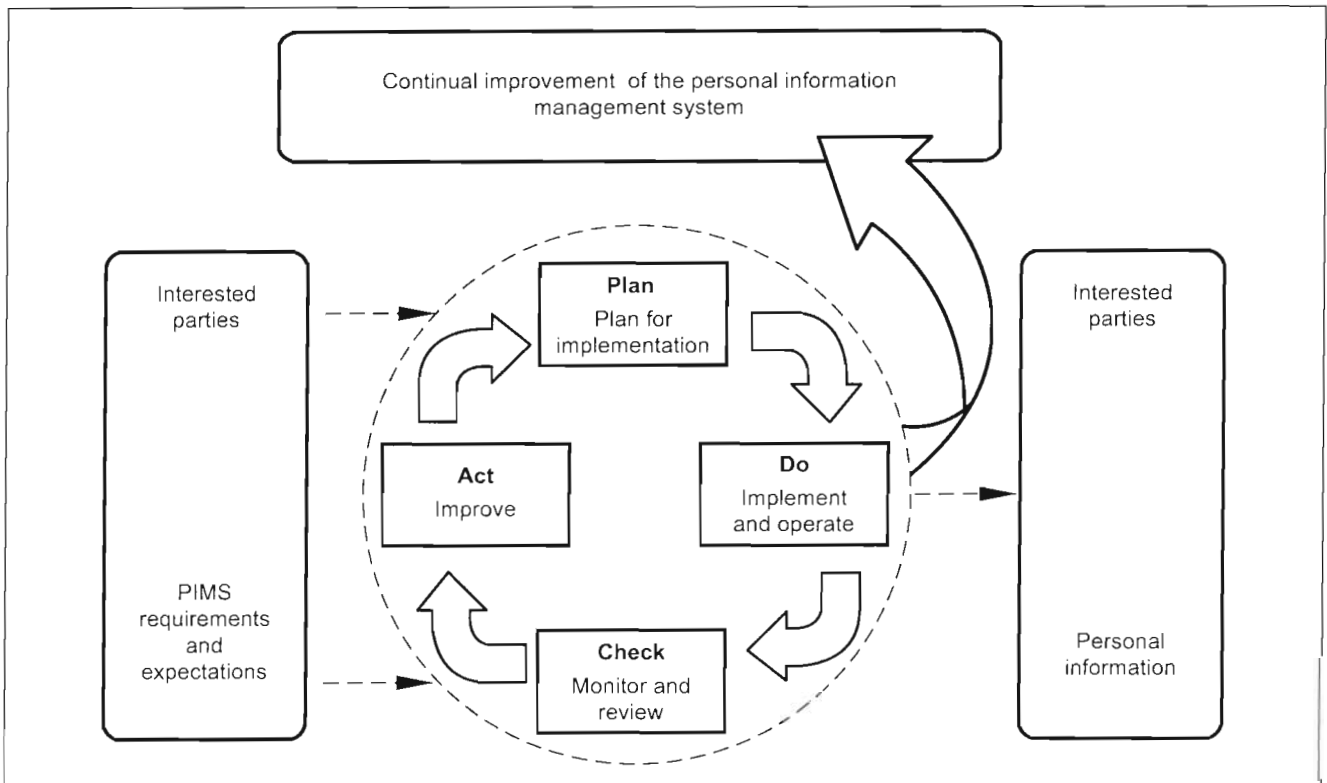 Continual improvement of the personal information
management system
Interested
parties
PIMS
requirements
and
expectations
Plan
Plan for
implementation
Do
Implement
and operate
Check
Monitor and
review
Act
Improve
Interested
parties
Personal
information